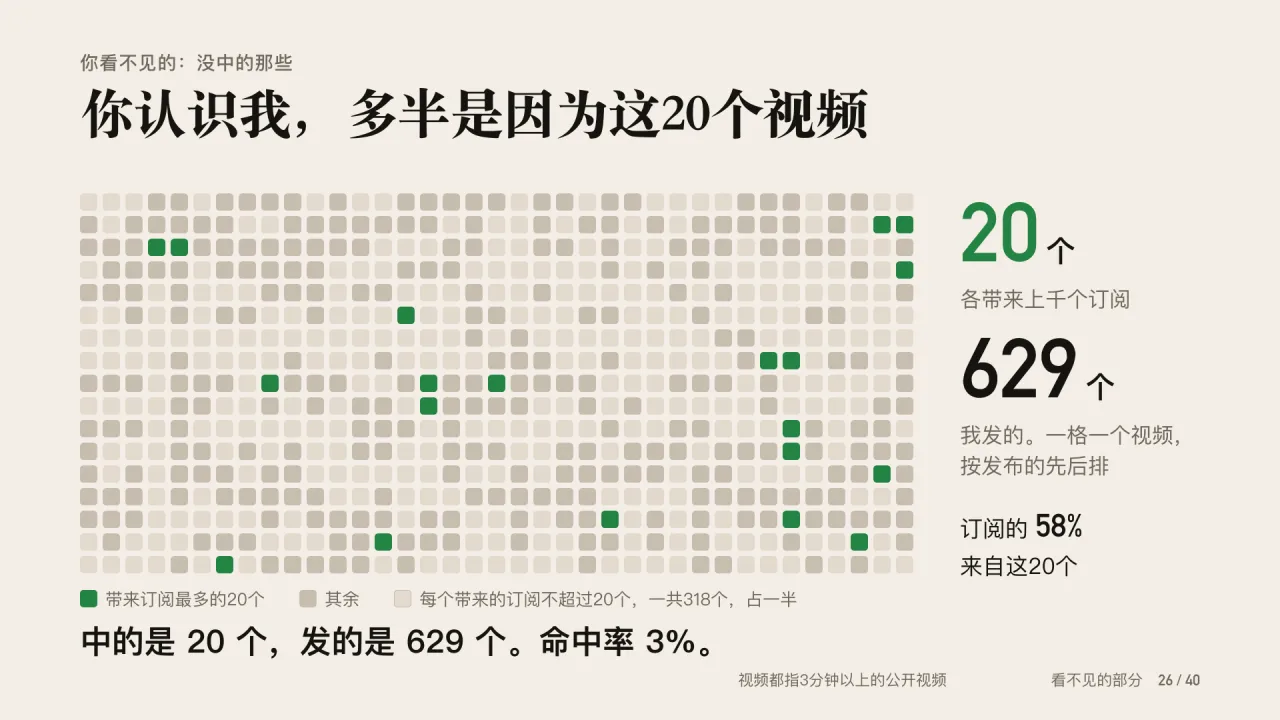 你看不见的：没中的那些
你认识我，多半是因为这20个视频
20 个
各带来上千个订阅
629 个
我发的。一格一个视频，
按发布的先后排
订阅的 58%
来自这20个
带来订阅最多的20个
其余
每个带来的订阅不超过20个，一共318个，占一半
中的是 20 个，发的是 629 个。命中率 3%。
视频都指3分钟以上的公开视频
看不见的部分 26 / 40